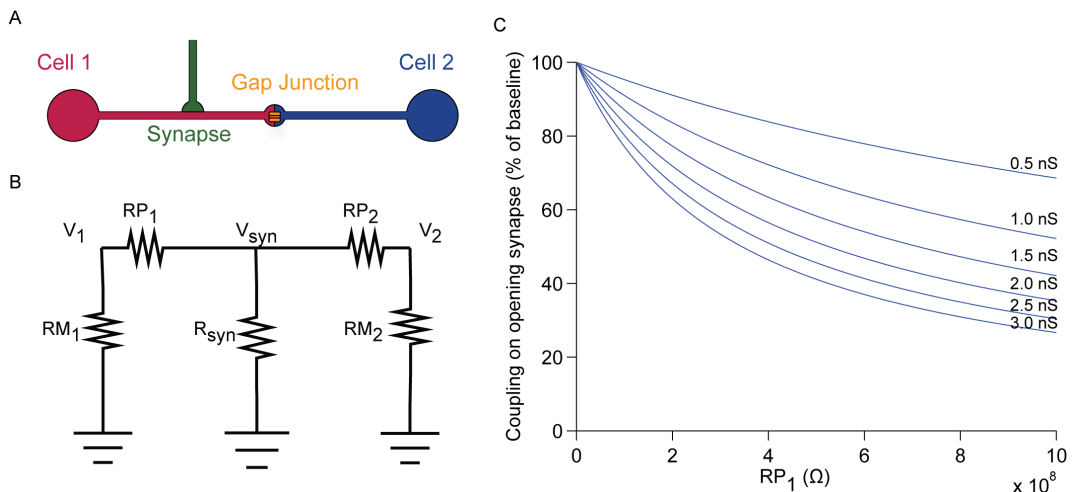 A
Cell 1
Cell 2
Gap Junction
Synapse
B
RP1
RP2
V1
Vsyn
V2
RM1
Rsyn
RM2
C
Coupling on opening synapse (% of baseline)
100
80
60
40
20
0
0.5 nS
1.0 nS
1.5 nS
2.0 nS
2.5 nS
3.0 nS
0 2 4 6 8 10
RP1 (Ω)
x 10^8